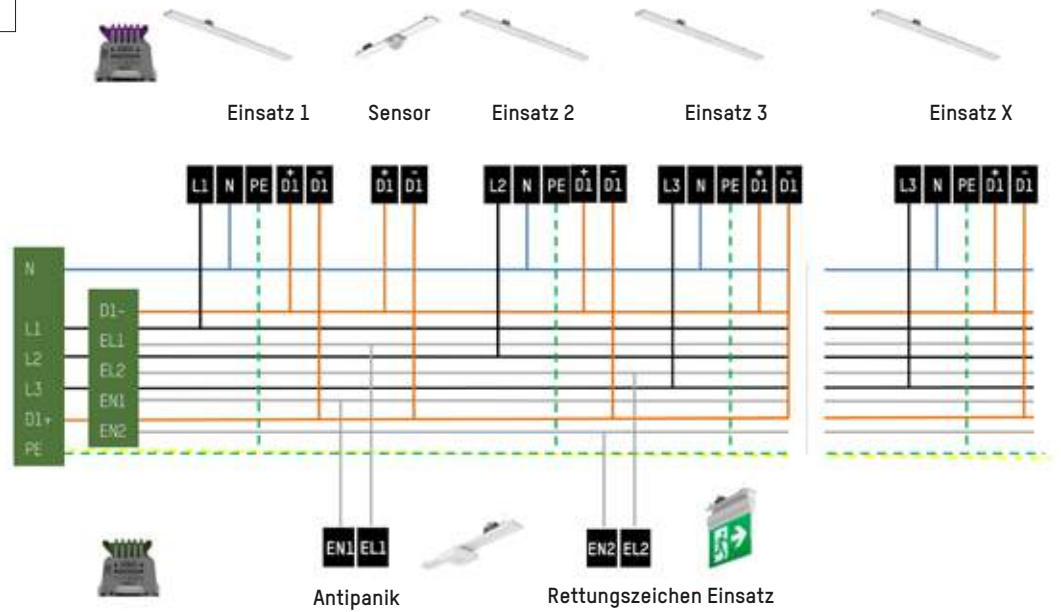 Einsatz 1 Sensor Einsatz 2 Einsatz 3 Einsatz X
L1 N PE D1+ D1- D1+ D1- L2 N PE D1+ D1- L3 N PE D1+ D1- L3 N PE D1+ D1-
N
D1-
L1
EL1
L2
EL2
L3
EN1
D1+
EN2
PE
EN1 EL1 EN2 EL2
Antipanik Rettungszeichen Einsatz